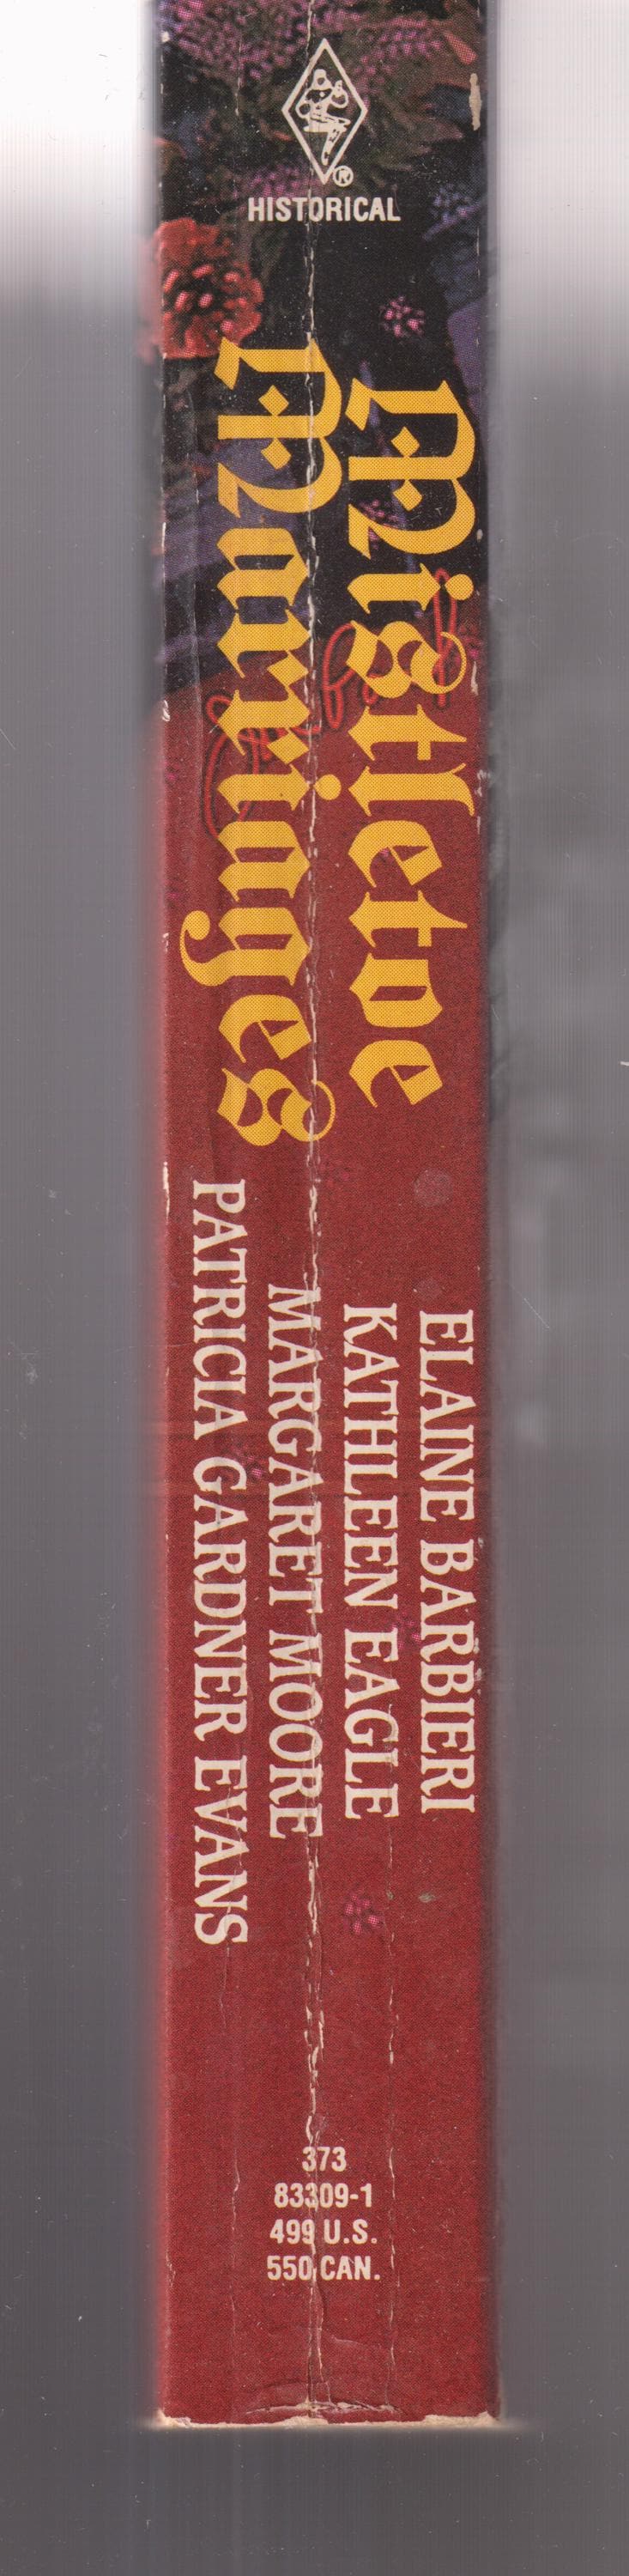 ®
HISTORICAL
Mistletoe
Marriages
ELAINE BARBIERI
KATHLEEN EAGLE
MARGARET MOORE
PATRICIA GARDNER EVANS
373
83309-1
499 U.S.
550 CAN.